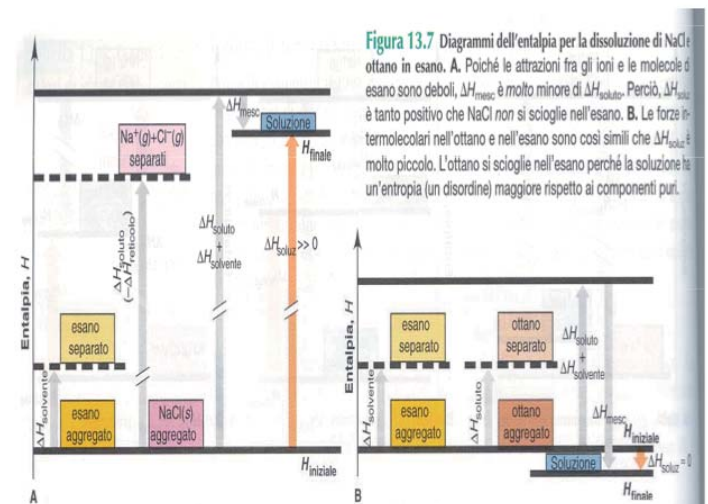 Figura 13.7 Diagrammi dell'entalpia per la dissoluzione di NaCl e
ottano in esano. A. Poiché le attrazioni fra gli ioni e le molecole d
esano sono deboli, ΔHmesc è molto minore di ΔHsoluto. Perciò, ΔHsoluz
è tanto positivo che NaCl non si scioglie nell'esano. B. Le forze in-
termolecolari nell'ottano e nell'esano sono così simili che ΔHsoluz è
molto piccolo. L'ottano si scioglie nell'esano perché la soluzione ha
un'entropia (un disordine) maggiore rispetto ai componenti puri.
Entalpia, H
ΔHmesc
Soluzione
Hfinale
Na⁺(g)+Cl⁻(g)
separati
ΔHsoluto
(−ΔHreticolo)
ΔHsoluto
+
ΔHsolvente
ΔHsoluz >> 0
esano
separato
ΔHsolvente
esano
aggregato
NaCl(s)
aggregato
Hiniziale
A
Entalpia, H
esano
separato
ottano
separato
ΔHsoluto
+
ΔHsolvente
ΔHsolvente
esano
aggregato
ΔHsoluto
ottano
aggregato
ΔHmesc
Hiniziale
Soluzione
ΔHsoluz = 0
Hfinale
B